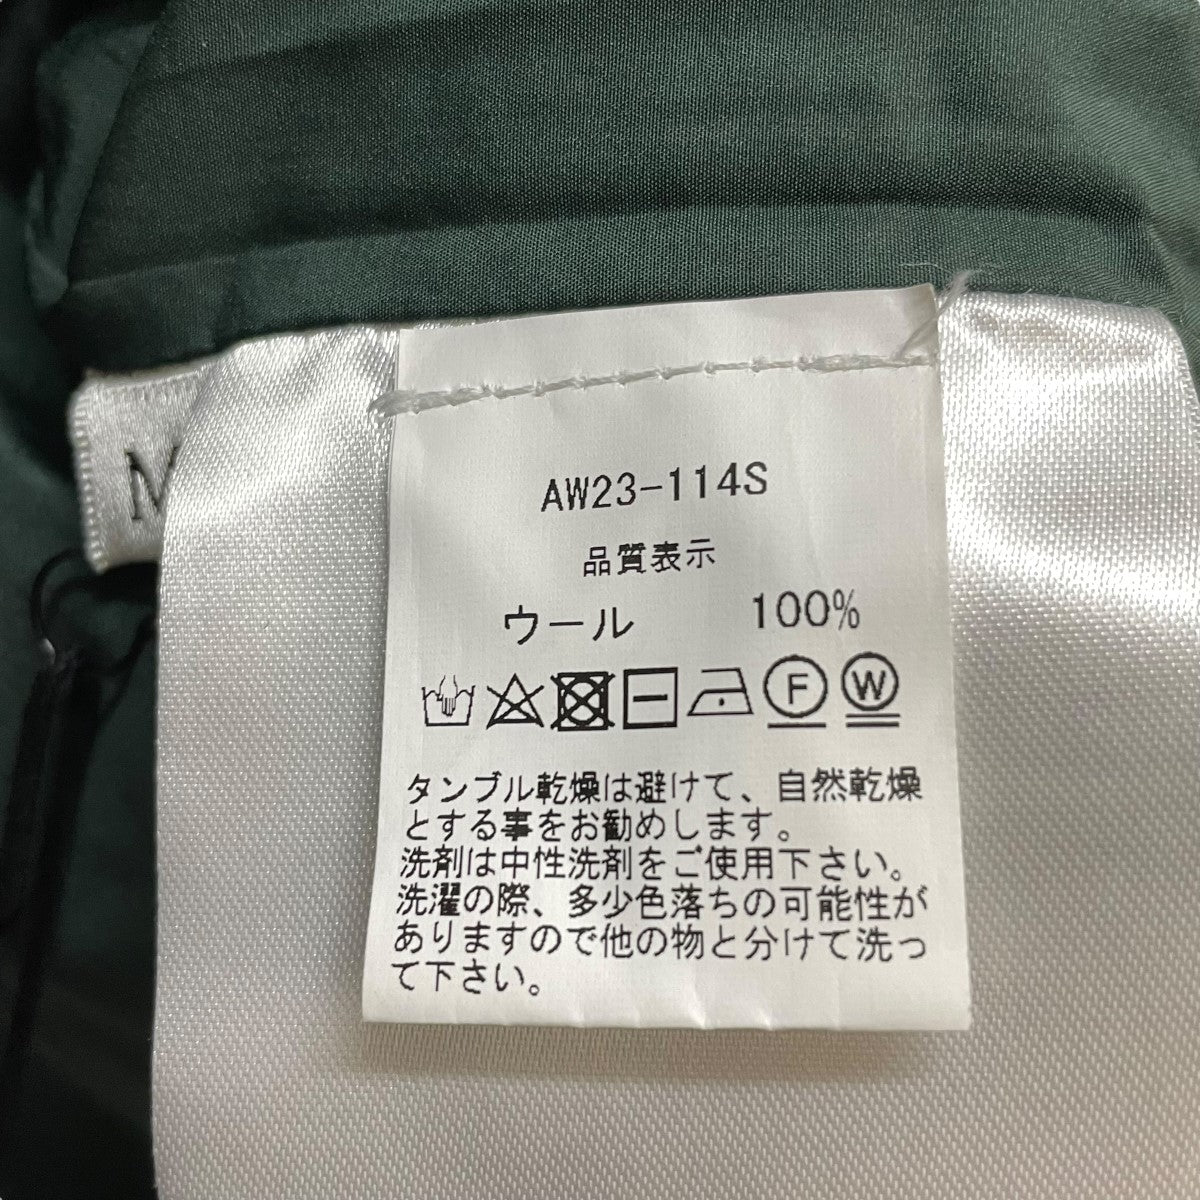 M
AW23-114S
品質表示
ウール 100%
F W
タンブル乾燥は避けて、自然乾燥
とする事をお勧めします。
洗剤は中性洗剤をご使用下さい。
洗濯の際、多少色落ちの可能性が
ありますので他の物と分けて洗っ
て下さい。